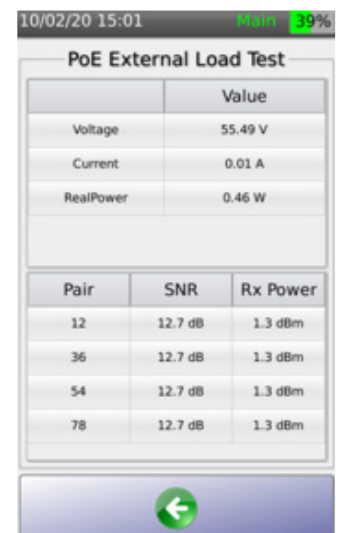 10/02/20 15:01 Main 39%
PoE External Load Test
Value
Voltage 55.49 V
Current 0.01 A
RealPower 0.46 W
Pair SNR Rx Power
12 12.7 dB 1.3 dBm
36 12.7 dB 1.3 dBm
54 12.7 dB 1.3 dBm
78 12.7 dB 1.3 dBm